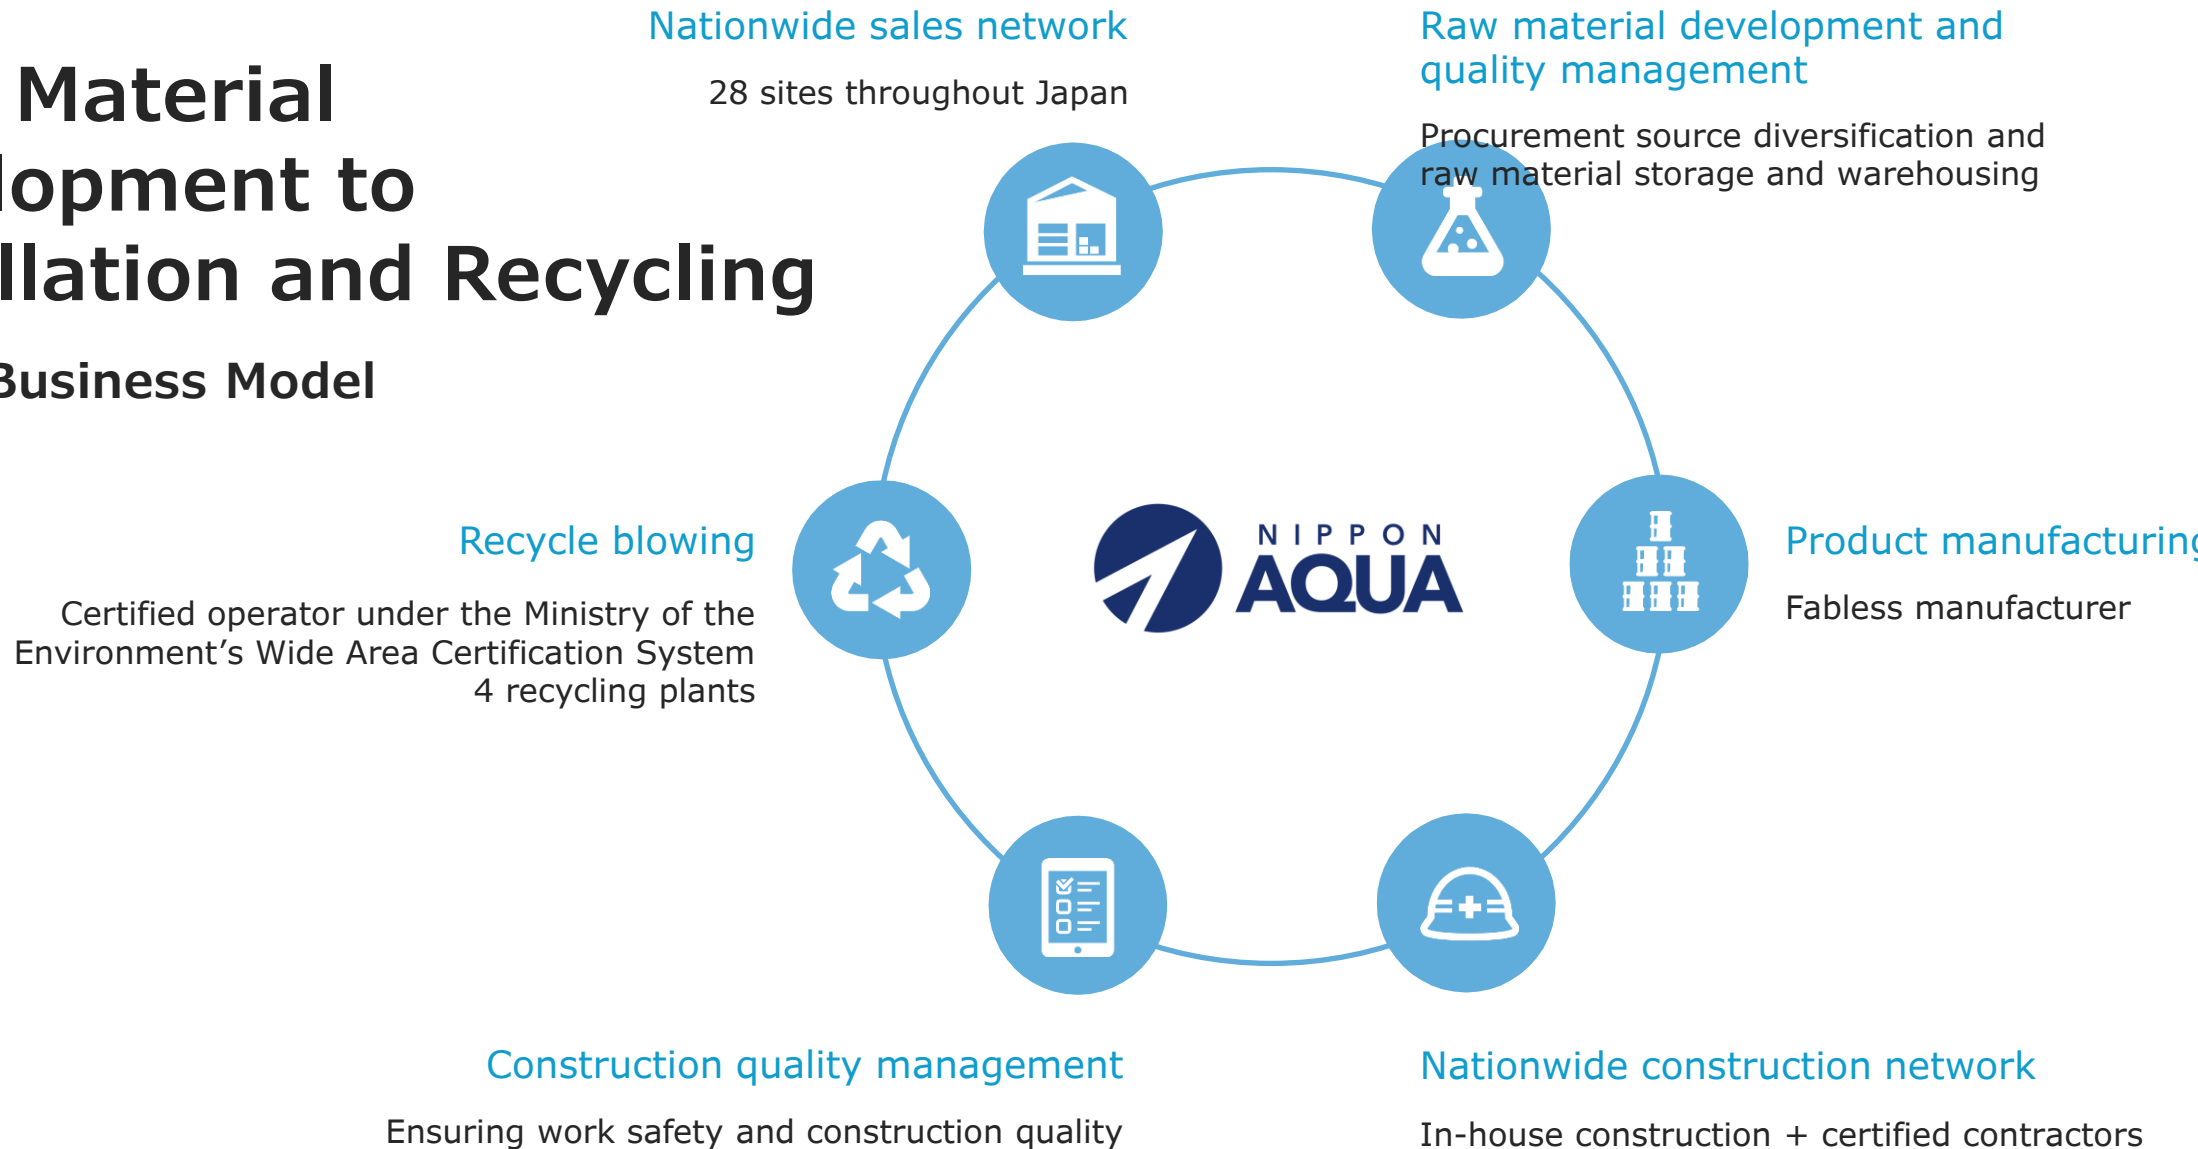 Material
lopment to
llation and Recycling
Business Model
Nationwide sales network
28 sites throughout Japan
Raw material development and
quality management
Procurement source diversification and
raw material storage and warehousing
Recycle blowing
Certified operator under the Ministry of the
Environment’s Wide Area Certification System
4 recycling plants
NIPPON
AQUA
Product manufacturing
Fabless manufacturer
Construction quality management
Ensuring work safety and construction quality
Nationwide construction network
In-house construction + certified contractors